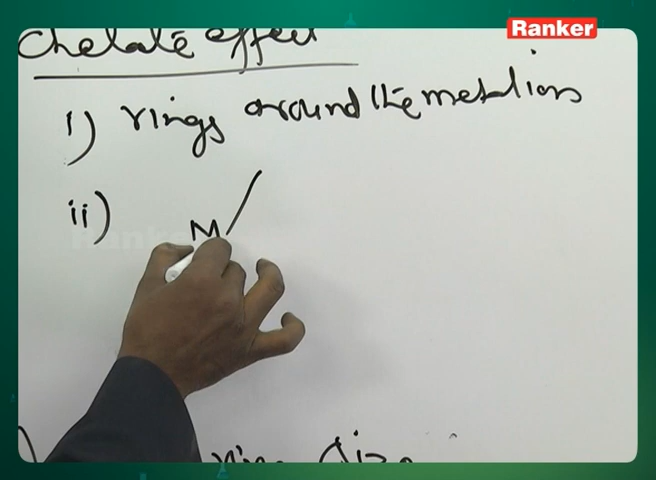 Ranker
Chelate effect
i) rings around the metal ions
ii)
M
ring size